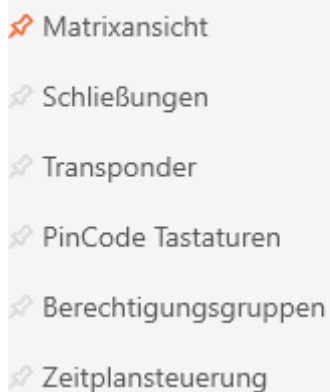 Matrixansicht
Schließungen
Transponder
PinCode Tastaturen
Berechtigungsgruppen
Zeitplansteuerung